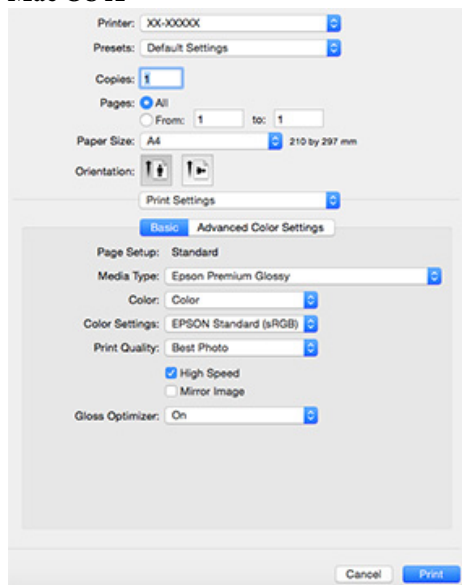 Printer: XX-XXXXX
Presets: Default Settings
Copies: 1
Pages: All
From: 1 to: 1
Paper Size: A4 210 by 297 mm
Orientation:
Print Settings
Basic Advanced Color Settings
Page Setup: Standard
Media Type: Epson Premium Glossy
Color: Color
Color Settings: EPSON Standard (sRGB)
Print Quality: Best Photo
High Speed
Mirror Image
Gloss Optimizer: On
Cancel Print